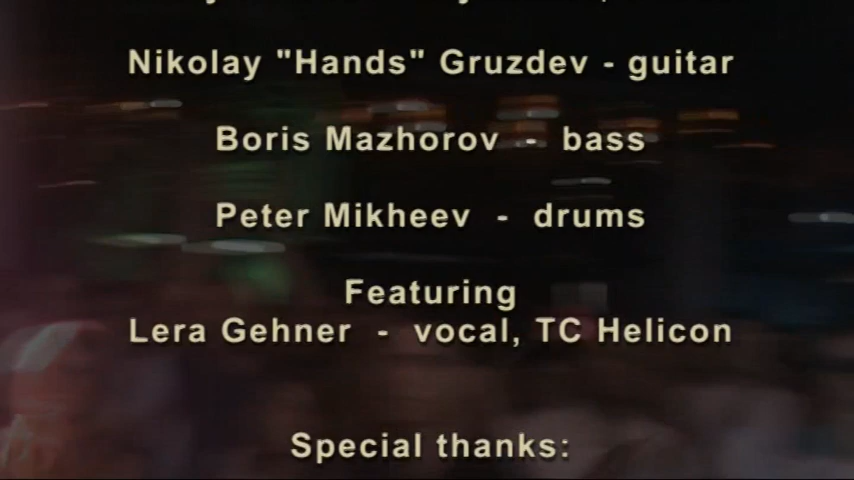 Nikolay "Hands" Gruzdev - guitar
Boris Mazhorov - bass
Peter Mikheev - drums
Featuring
Lera Gehner - vocal, TC Helicon
Special thanks: